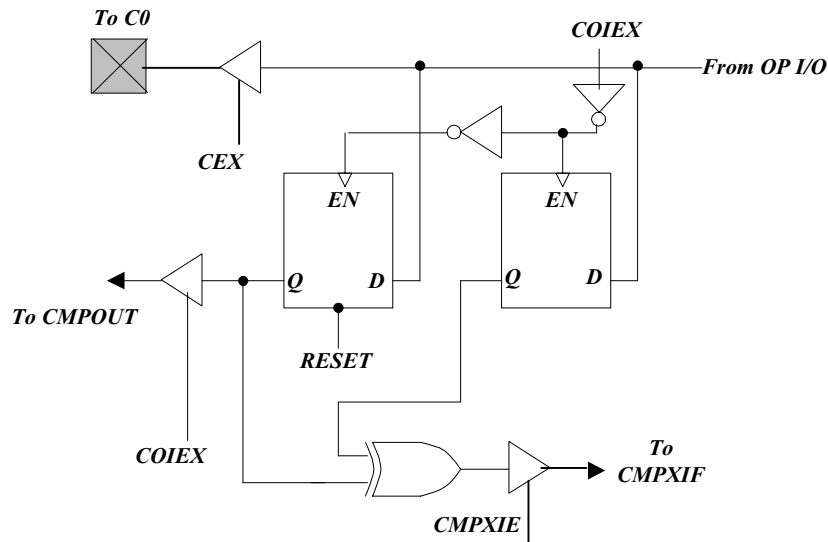 To C0
COIEX
From OP I/O
CEX
EN
EN
Q
D
Q
D
To CMPOUT
RESET
COIEX
To
CMPXIF
CMPXIE